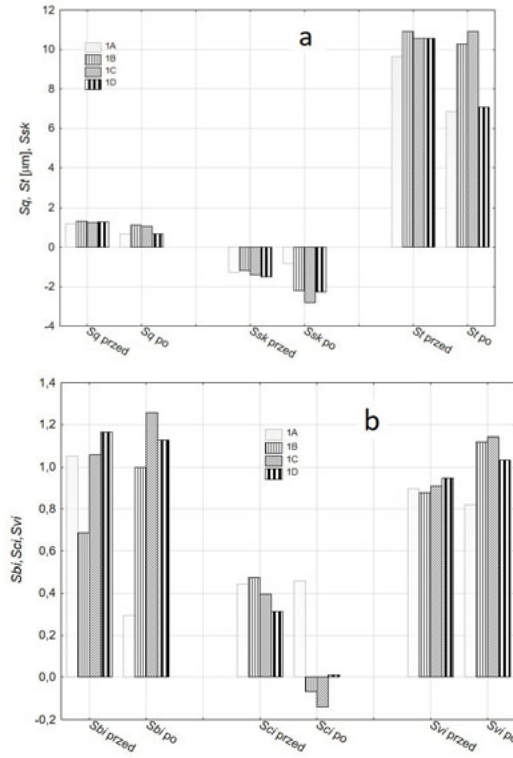 12
10
8
6
4
2
0
-2
-4
Sq, St [μm], Ssk
a
1A
1B
1C
1D
Sq przed
Sq po
Ssk przed
Ssk po
St przed
St po
1,4
1,2
1,0
0,8
0,6
0,4
0,2
0,0
-0,2
Sbi,Sci,Svi
b
1A
1B
1C
1D
Sbi przed
Sbi po
Sci przed
Sci po
Svi przed
Svi po